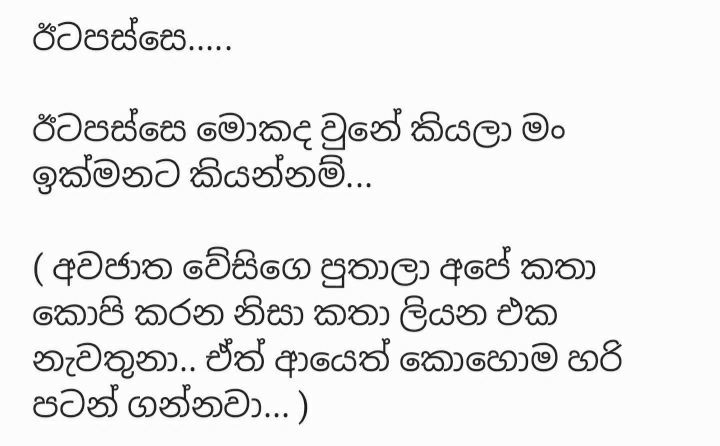 ඊටපස්සෙ.....
ඊටපස්සෙ මොකද වුනේ කියලා මං
ඉක්මනට කියන්නම්...
( අවජාත වේසිගෙ පුතාලා අපේ කතා
කොපි කරන නිසා කතා ලියන එක
නැවතුනා.. ඒත් ආයෙත් කොහොම හරි
පටන් ගන්නවා... )